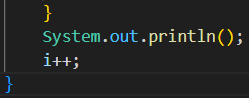 }
System.out.println();
i++;
}